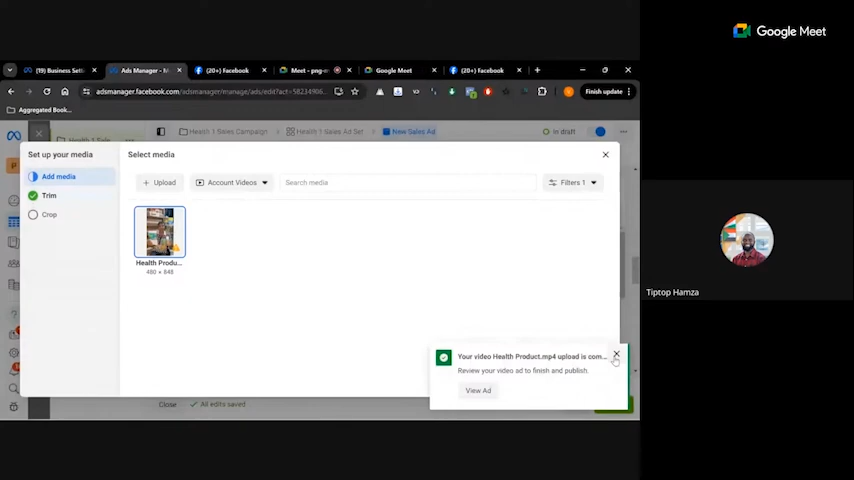 Google Meet
(19) Business Set
Ads Manager - M
(20+) Facebook
Meet - png-m
Google Meet
(20+) Facebook
adsmanager.facebook.com/adsmanager/manage/ads/edit?act=58234906...
Finish update
Aggregated Book...
Health 1 Sales Campaign
Health 1 Sales Ad Set
New Sales Ad
in draft
Set up your media
Select media
Add media
Trim
Crop
Upload
Account Videos
Search media
Filters 1
Health Produ...
480 × 848
Your video Health Product.mp4 upload is com...
Review your video ad to finish and publish.
View Ad
Close
All edits saved
Tiptop Hamza